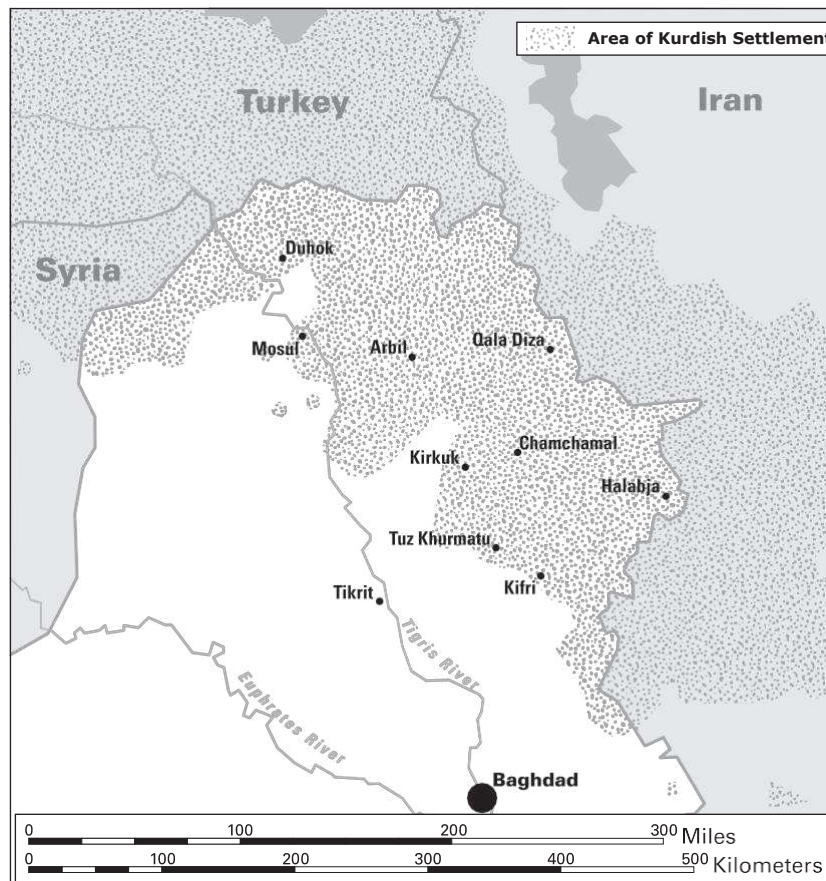 Area of Kurdish Settlement
Turkey
Iran
Syria
Duhok
Mosul
Arbil
Qala Diza
Kirkuk
Chamchamal
Halabja
Tuz Khurmatu
Kifri
Tikrit
Tigris River
Euphrates River
Baghdad
0 100 200 300 Miles
0 100 200 300 400 500 Kilometers